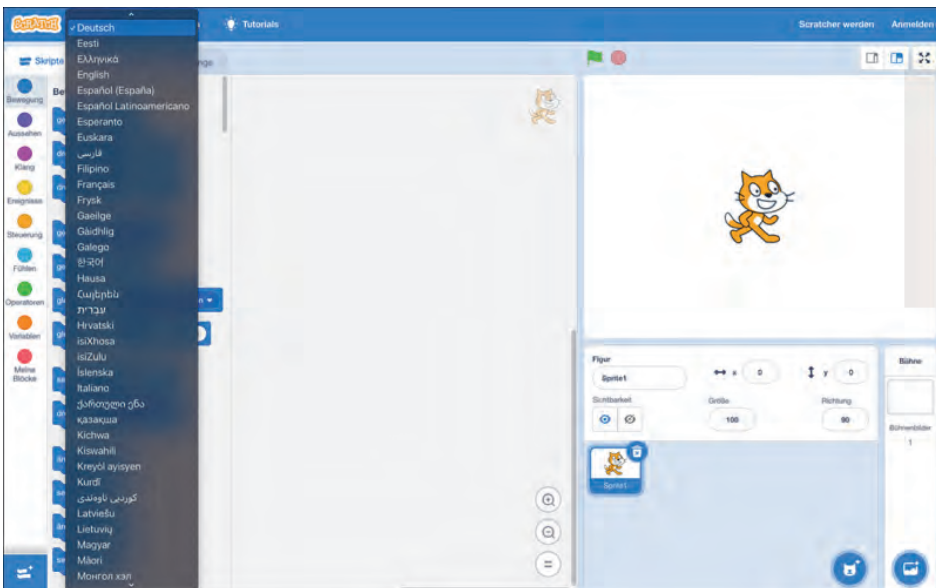 SCRATCH
Tutorials
Scratcher werden
Anmelden
Skripte
Bewegung
Aussehen
Klang
Ereignisse
Steuerung
Fühlen
Operatoren
Variablen
Meine
Blöcke
✓ Deutsch
Eesti
Ελληνικά
English
Español (España)
Español Latinoamericano
Esperanto
Euskara
فارسی
Filipino
Français
Frysk
Gaeilge
Gàidhlig
Galego
한국어
Hausa
Հայերեն
עִבְרִית
Hrvatski
isiXhosa
isiZulu
Íslenska
Italiano
ქართული ენა
қазақша
Kichwa
Kiswahili
Kreyòl ayisyen
Kurdî
کوردیی ناوەندی
Latviešu
Lietuvių
Magyar
Māori
Монгол хэл
Figur
Sprite1
x 0
y 0
Sichtbarkeit
Größe
100
Richtung
90
Sprite1
Bühne
Bühnenbilder
1